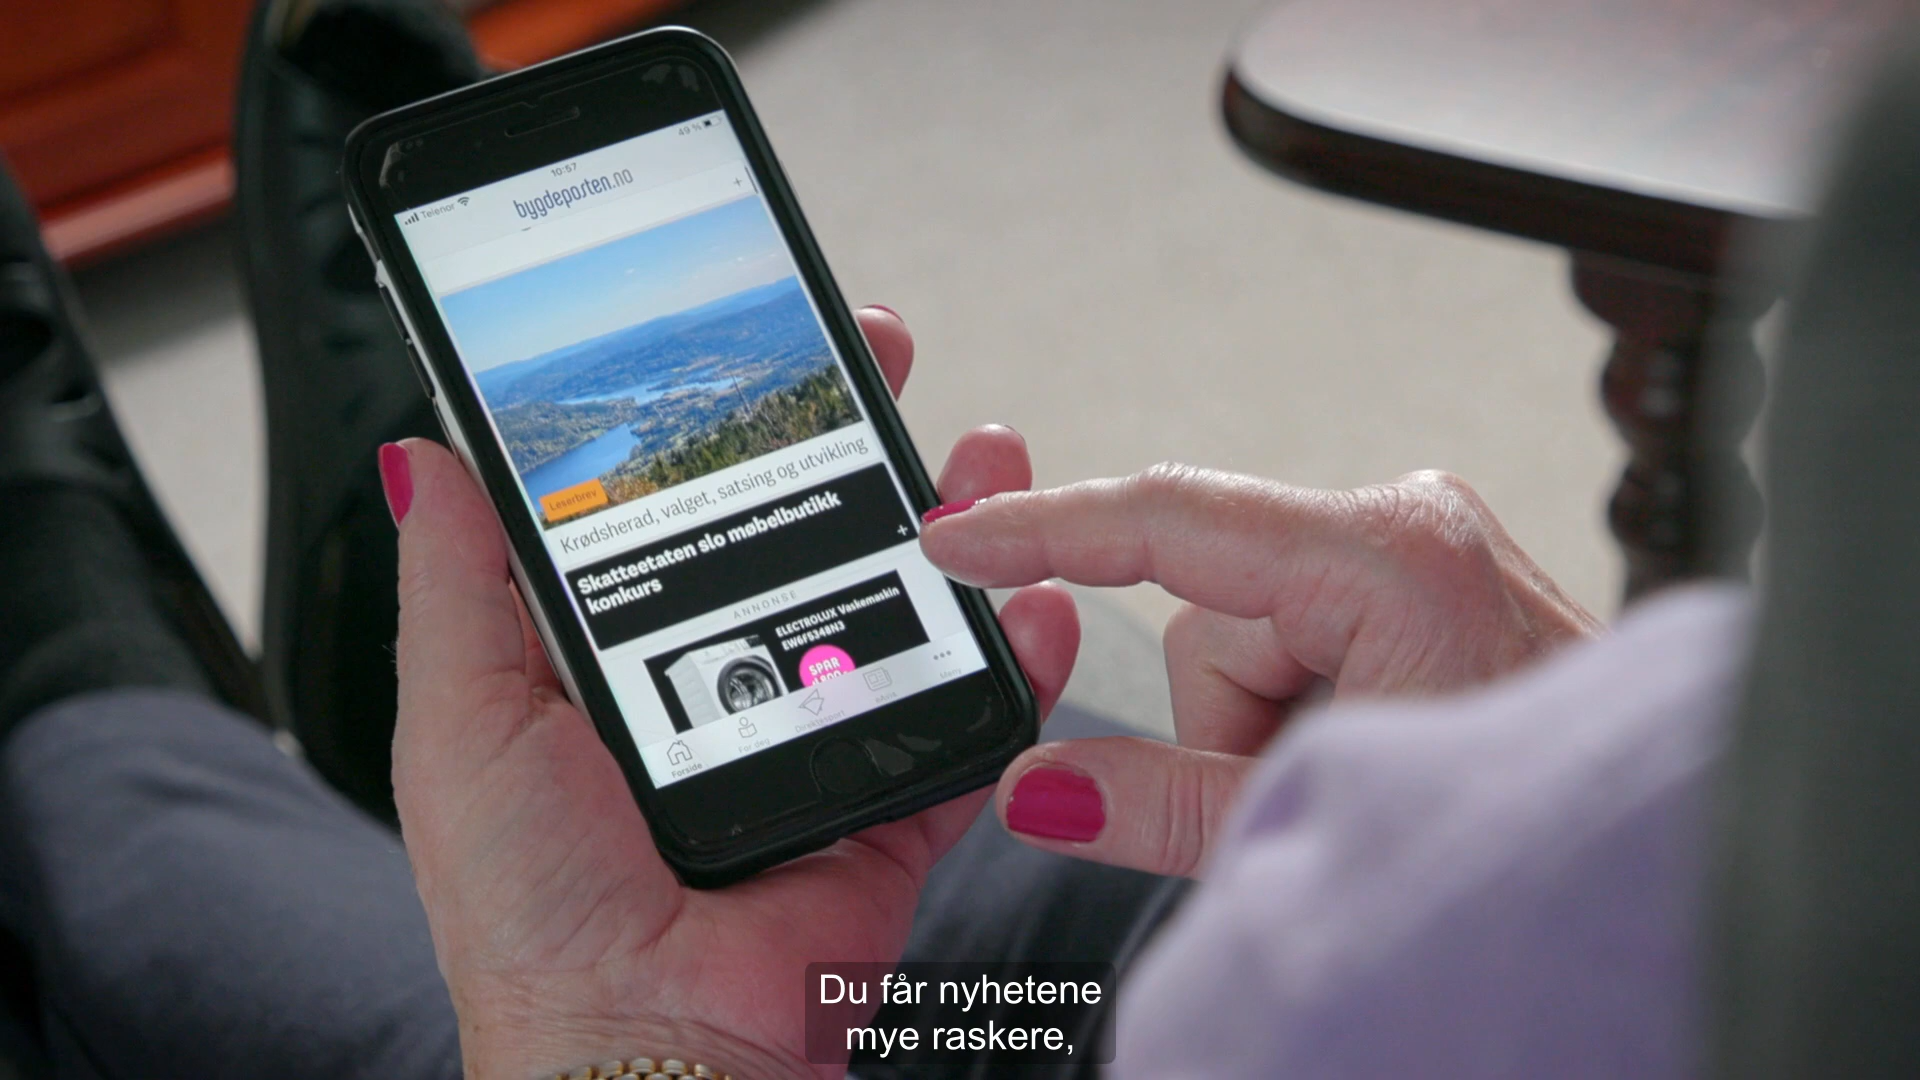 49 %
10:57
Telenor
bygdeposten.no
+
Leserbrev
Krødsherad, valget, satsing og utvikling
Skatteetaten slo møbelbutikk
konkurs
+
ANNONSE
ELECTROLUX Vaskemaskin
EW6F5348N3
SPAR
Forside
For deg
Direktesport
Meny
Du får nyhetene
mye raskere,